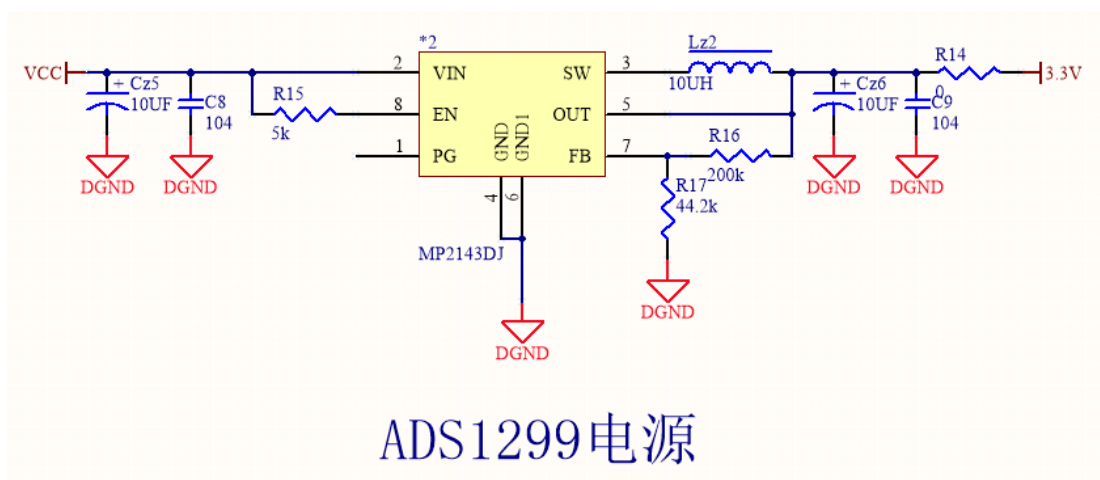 *2
Lz2
R14
VCC
2
VIN
SW
3
3.3V
+
Cz5
10UF
C8
104
R15
5k
10UH
+
Cz6
10UF
0
C9
104
8
EN
OUT
5
1
PG
GND
GND1
FB
7
R16
200k
R17
44.2k
4
6
DGND
DGND
DGND
DGND
MP2143DJ
DGND
DGND
ADS1299电源